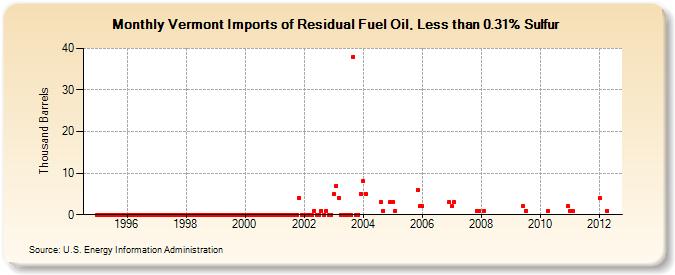 Monthly Vermont Imports of Residual Fuel Oil, Less than 0.31% Sulfur
Thousand Barrels
40
30
20
10
0
1996 1998 2000 2002 2004 2006 2008 2010 2012
Source: U.S. Energy Information Administration